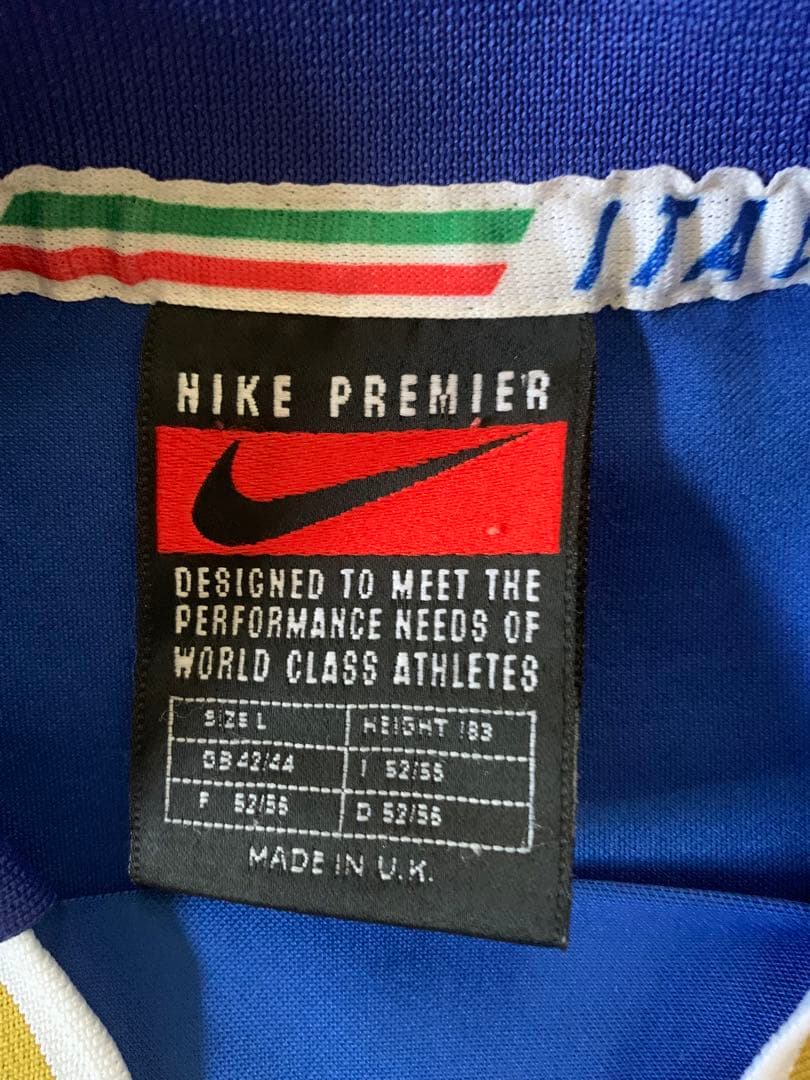 ITA
NIKE PREMIER
DESIGNED TO MEET THE
PERFORMANCE NEEDS OF
WORLD CLASS ATHLETES
SIZE L HEIGHT 183
GB 42/44 I 52/56
F 52/56 D 52/56
MADE IN U.K.